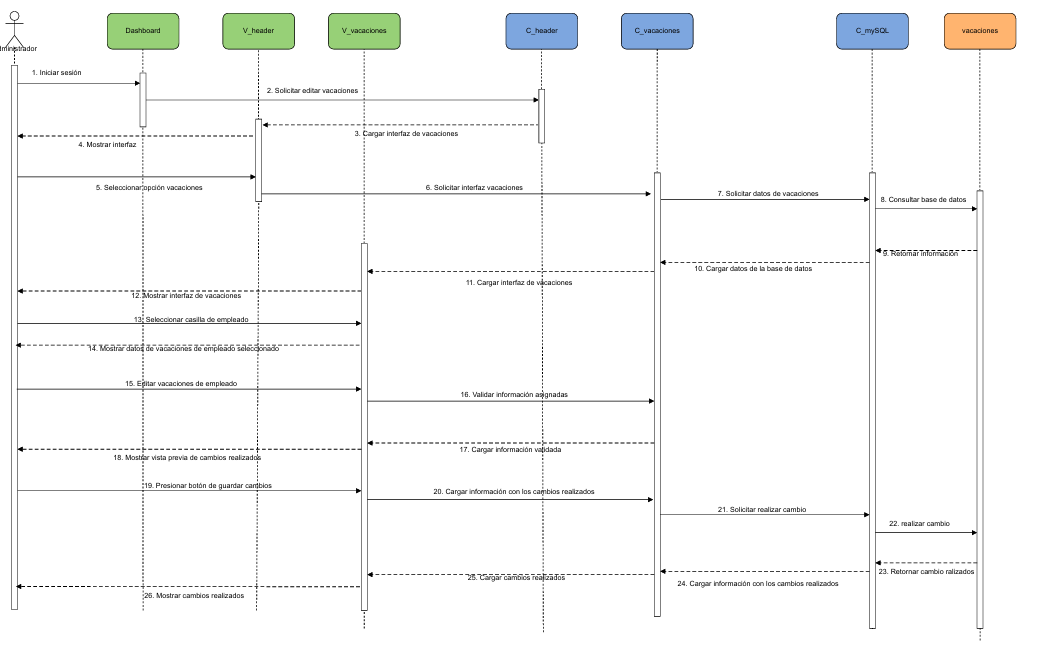 Dashboard
V_header
V_vacaciones
C_header
C_vacaciones
C_mySQL
vacaciones
dministrador
1. Iniciar sesión
2. Solicitar editar vacaciones
3. Cargar interfaz de vacaciones
4. Mostrar interfaz
5. Seleccionar opción vacaciones
6. Solicitar interfaz vacaciones
7. Solicitar datos de vacaciones
8. Consultar base de datos
9. Retornar información
10. Cargar datos de la base de datos
11. Cargar interfaz de vacaciones
12. Mostrar interfaz de vacaciones
13. Seleccionar casilla de empleado
14. Mostrar datos de vacaciones de empleado seleccionado
15. Editar vacaciones de empleado
16. Validar información asignadas
17. Cargar información validada
18. Mostrar vista previa de cambios realizados
19. Presionar botón de guardar cambios
20. Cargar información con los cambios realizados
21. Solicitar realizar cambio
22. realizar cambio
23. Retornar cambio ralizados
24. Cargar información con los cambios realizados
25. Cargar cambios realizados
26. Mostrar cambios realizados